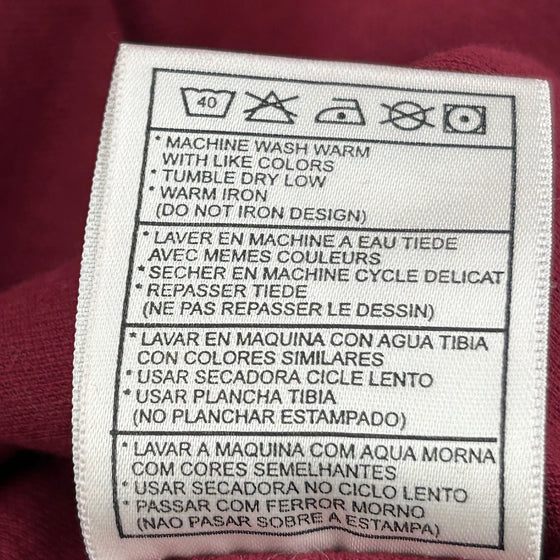 40
* MACHINE WASH WARM
WITH LIKE COLORS
* TUMBLE DRY LOW
* WARM IRON
(DO NOT IRON DESIGN)
* LAVER EN MACHINE A EAU TIEDE
AVEC MEMES COULEURS
* SECHER EN MACHINE CYCLE DELICAT
* REPASSER TIEDE
(NE PAS REPASSER LE DESSIN)
* LAVAR EN MAQUINA CON AGUA TIBIA
CON COLORES SIMILARES
* USAR SECADORA CICLE LENTO
* USAR PLANCHA TIBIA
(NO PLANCHAR ESTAMPADO)
* LAVAR A MAQUINA COM AQUA MORNA
COM CORES SEMELHANTES
* USAR SECADORA NO CICLO LENTO
* PASSAR COM FERROR MORNO
(NAO PASAR SOBRE A ESTAMPA)